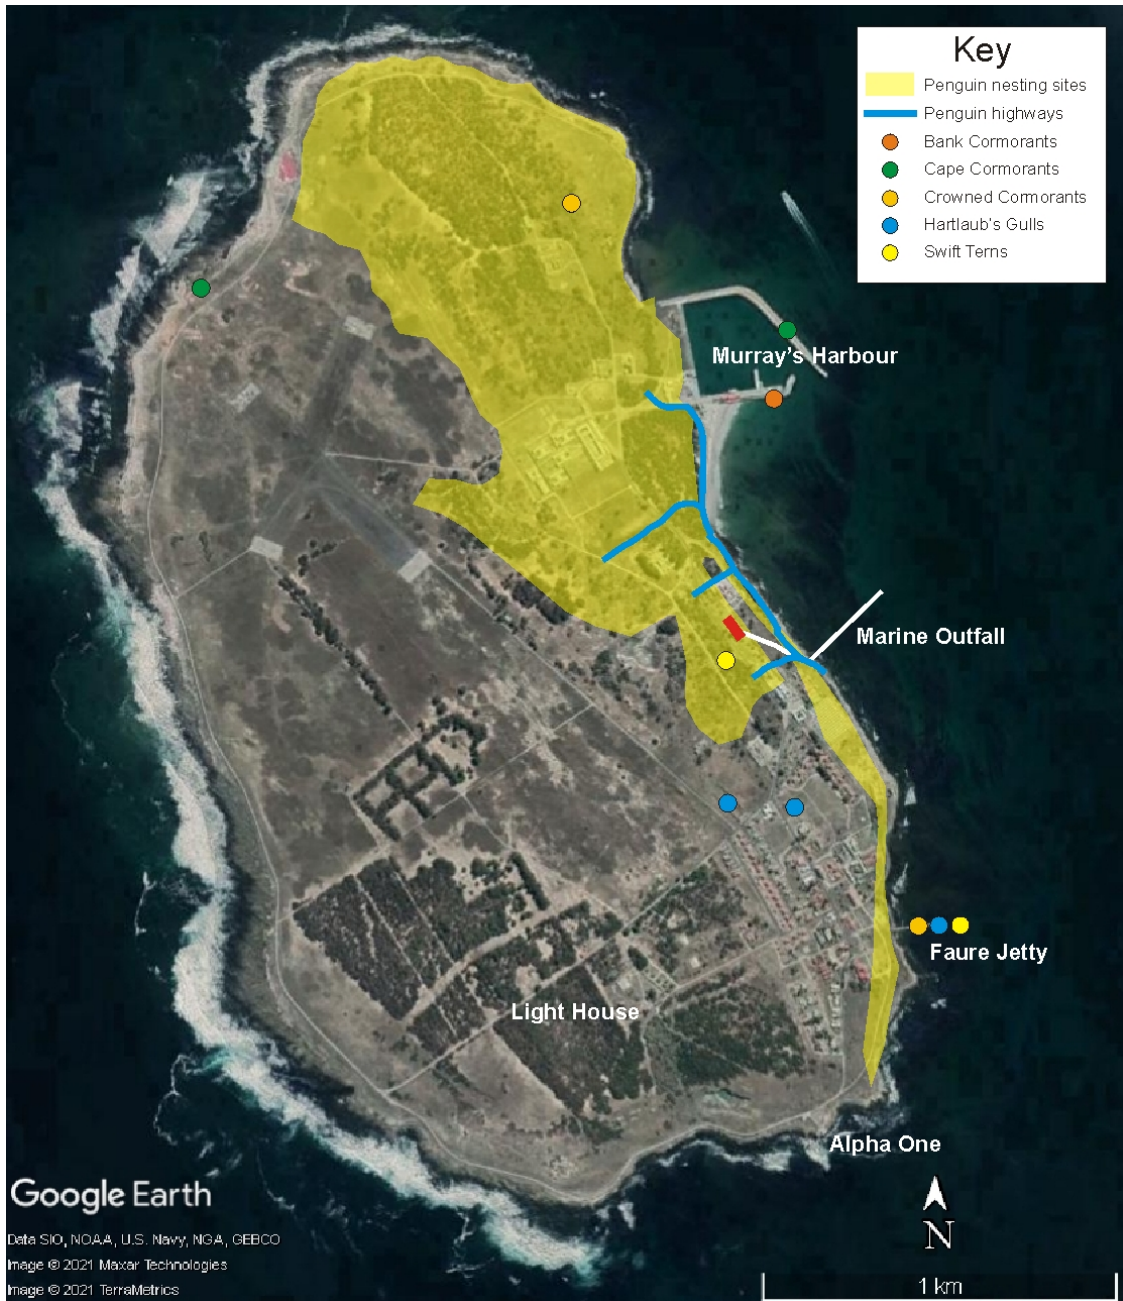 Key
Penguin nesting sites
Penguin highways
Bank Cormorants
Cape Cormorants
Crowned Cormorants
Hartlaub's Gulls
Swift Terns
Murray's Harbour
Marine Outfall
Faure Jetty
Light House
Alpha One
Google Earth
Data SIO, NOAA, U.S. Navy, NGA, GEBCO
Image © 2021 Maxar Technologies
Image © 2021 TerraMetrics
N
1 km